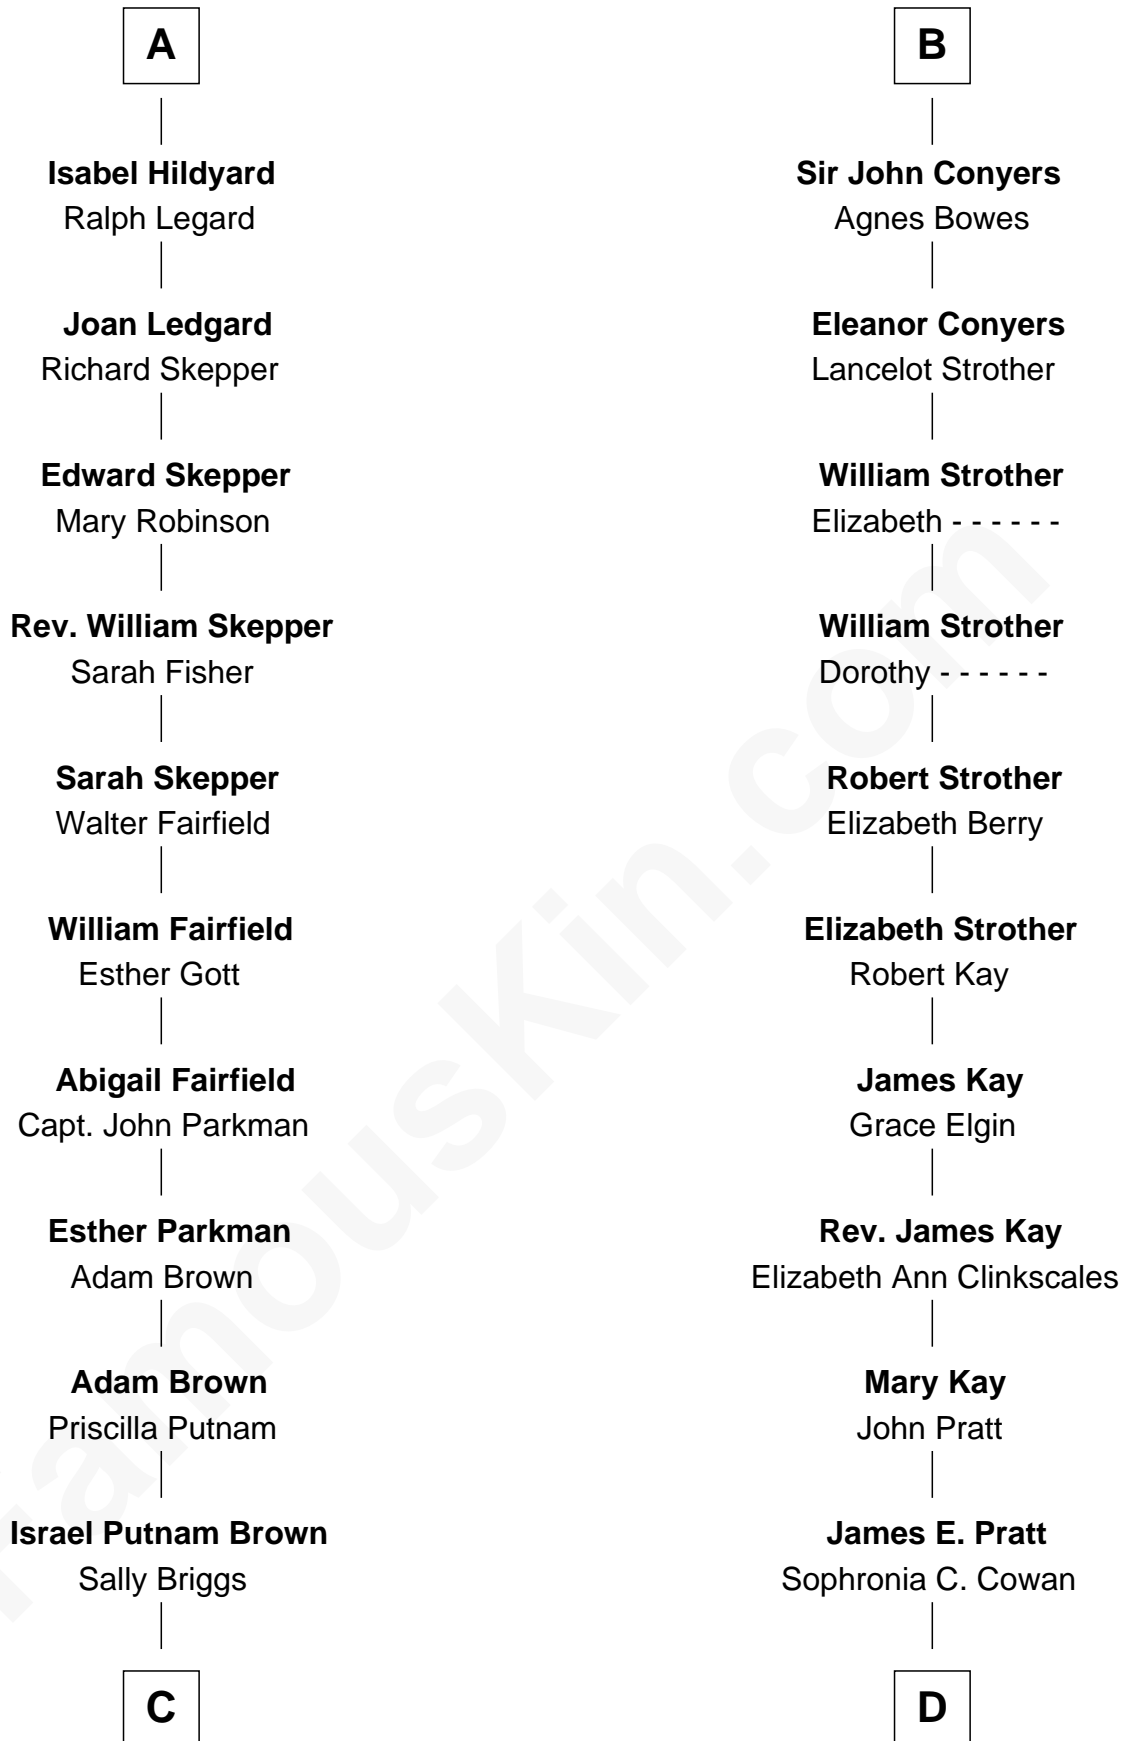 A
Isabel Hildyard
Ralph Legard
Joan Ledgard
Richard Skepper
Edward Skepper
Mary Robinson
Rev. William Skepper
Sarah Fisher
Sarah Skepper
Walter Fairfield
William Fairfield
Esther Gott
Abigail Fairfield
Capt. John Parkman
Esther Parkman
Adam Brown
Adam Brown
Priscilla Putnam
Israel Putnam Brown
Sally Briggs
C
B
Sir John Conyers
Agnes Bowes
Eleanor Conyers
Lancelot Strother
William Strother
Elizabeth - - - - - -
William Strother
Dorothy - - - - - -
Robert Strother
Elizabeth Berry
Elizabeth Strother
Robert Kay
James Kay
Grace Elgin
Rev. James Kay
Elizabeth Ann Clinkscales
Mary Kay
John Pratt
James E. Pratt
Sophronia C. Cowan
D
FamousKin.com